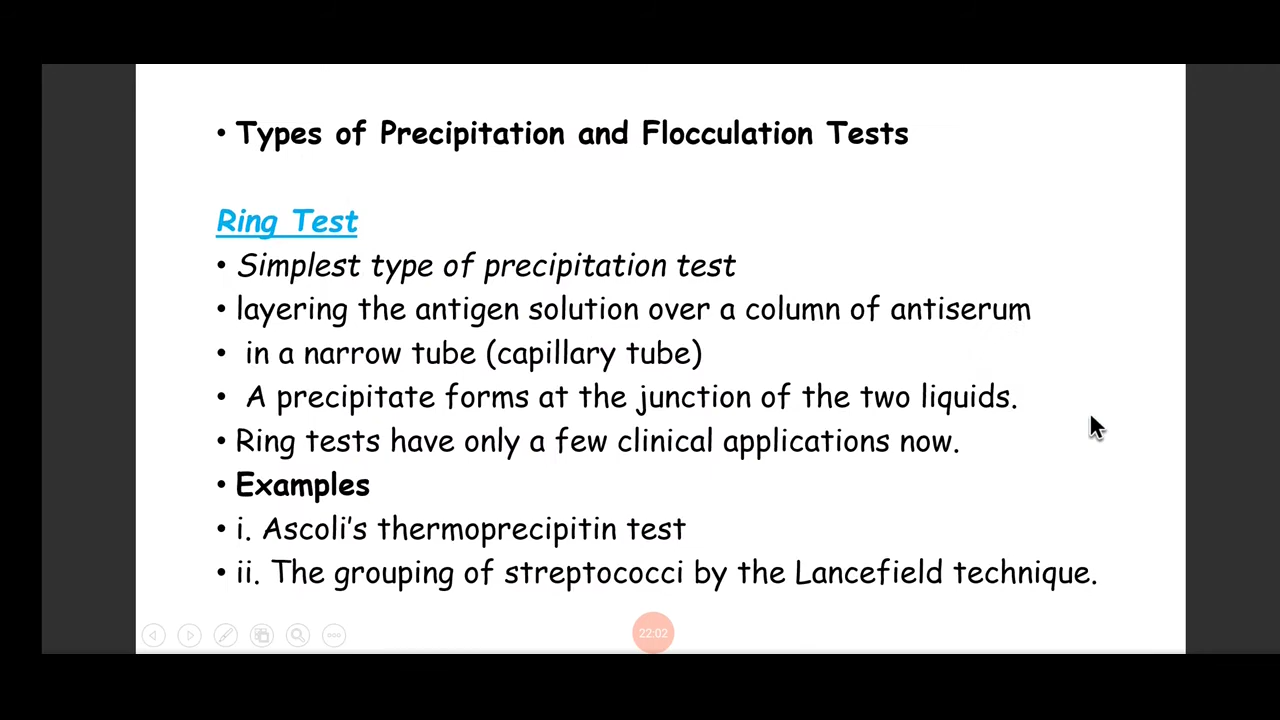 • Types of Precipitation and Flocculation Tests
Ring Test
• Simplest type of precipitation test
• layering the antigen solution over a column of antiserum
• in a narrow tube (capillary tube)
• A precipitate forms at the junction of the two liquids.
• Ring tests have only a few clinical applications now.
• Examples
• i. Ascoli's thermoprecipitin test
• ii. The grouping of streptococci by the Lancefield technique.
22:02